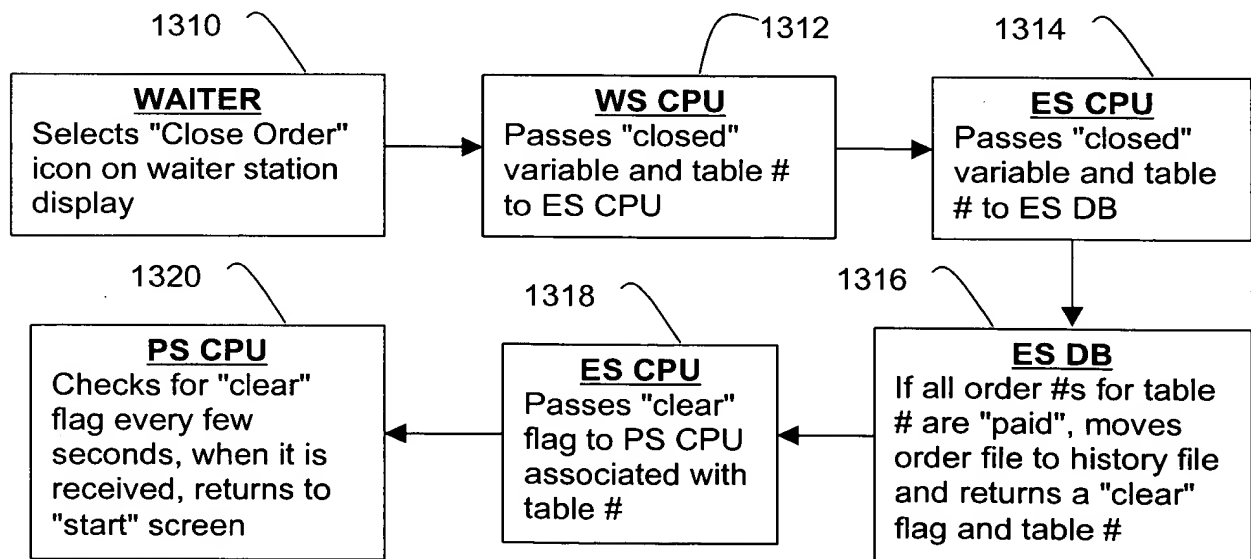 1310
1312
1314
WAITER
Selects "Close Order"
icon on waiter station
display
WS CPU
Passes "closed"
variable and table #
to ES CPU
ES CPU
Passes "closed"
variable and table
# to ES DB
1316
ES DB
If all order #s for table
# are "paid", moves
order file to history file
and returns a "clear"
flag and table #
1318
ES CPU
Passes "clear"
flag to PS CPU
associated with
table #
1320
PS CPU
Checks for "clear"
flag every few
seconds, when it is
received, returns to
"start" screen